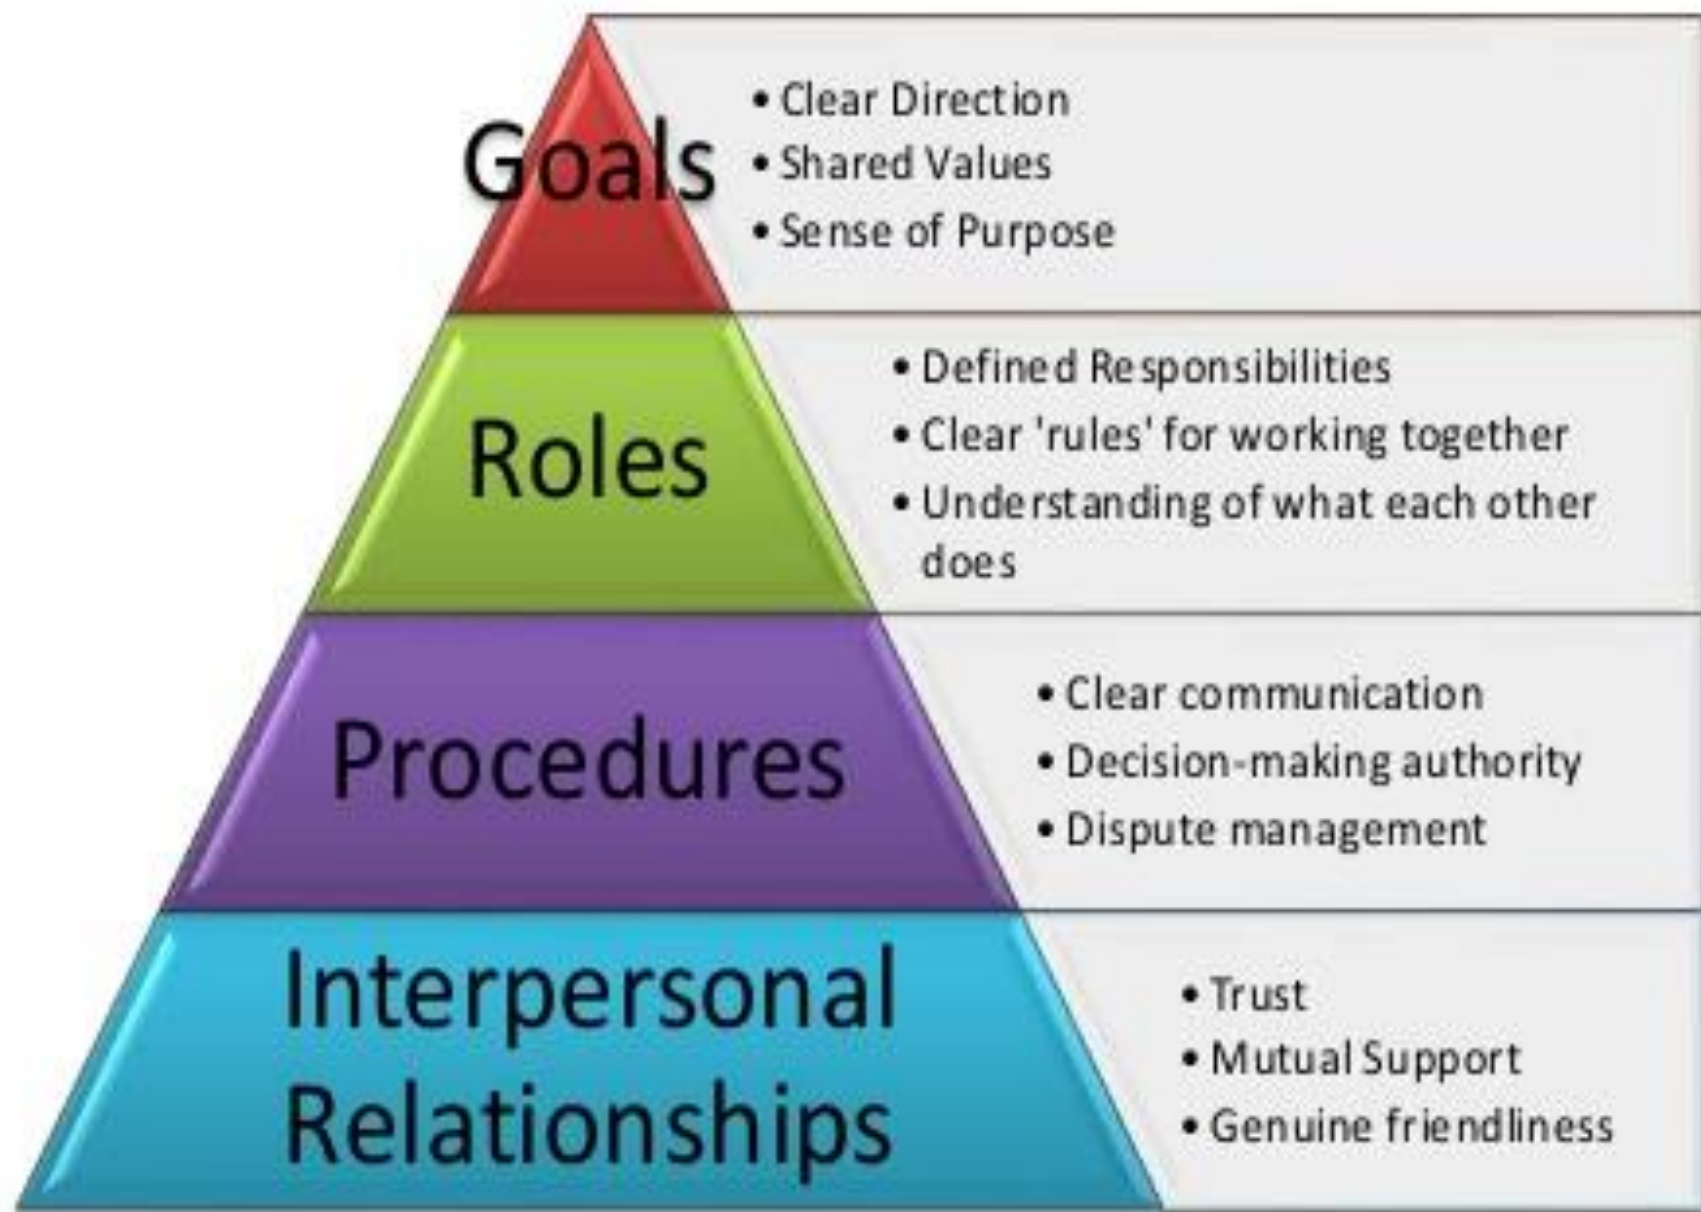 Goals
• Clear Direction
• Shared Values
• Sense of Purpose
Roles
• Defined Responsibilities
• Clear 'rules' for working together
• Understanding of what each other
does
Procedures
• Clear communication
• Decision-making authority
• Dispute management
Interpersonal
Relationships
• Trust
• Mutual Support
• Genuine friendliness